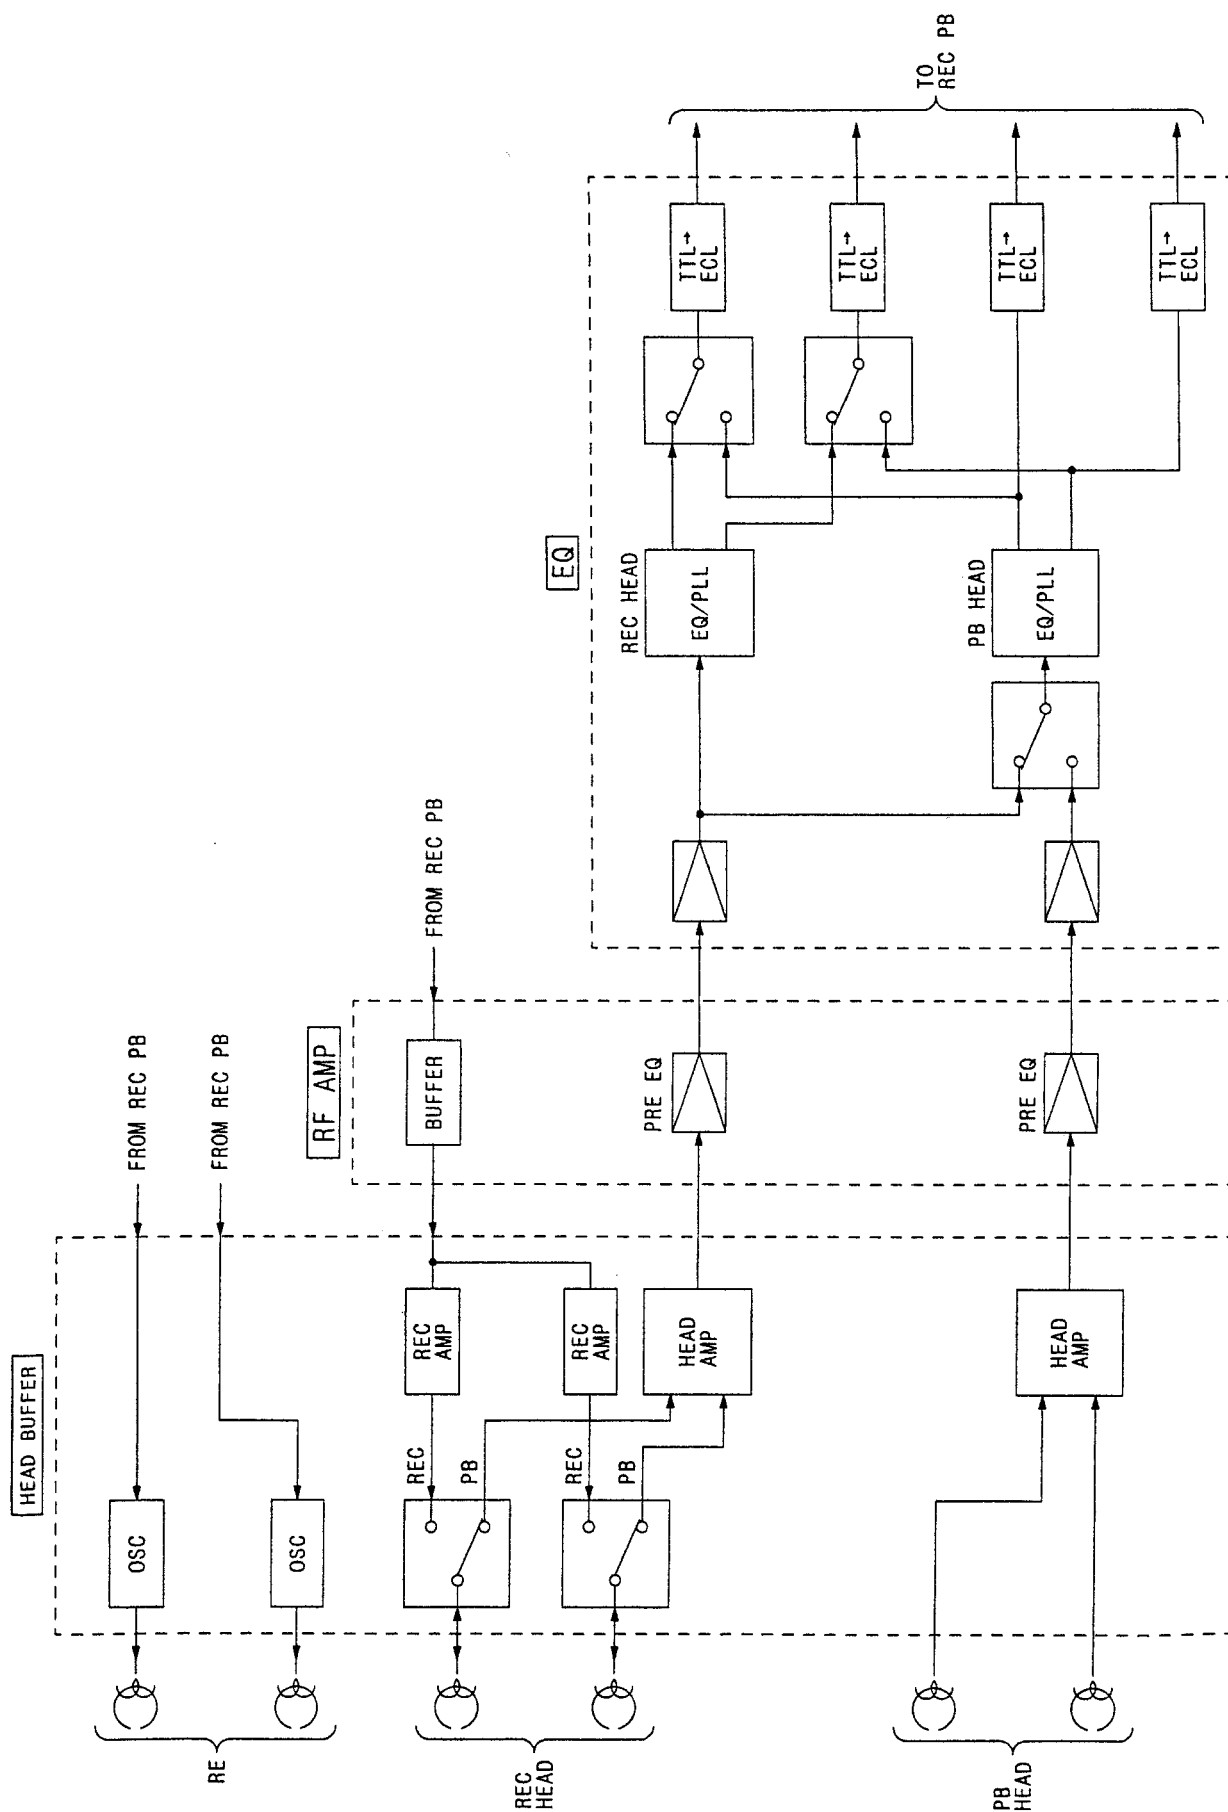 HEAD BUFFER
RE
OSC
OSC
FROM REC PB
FROM REC PB
RF AMP
BUFFER
FROM REC PB
REC
HEAD
REC
PB
REC
PB
REC
AMP
REC
AMP
HEAD
AMP
PRE EQ
EQ
REC HEAD
EQ/PLL
TTL→
ECL
TTL→
ECL
TO
REC PB
PB
HEAD
HEAD
AMP
PRE EQ
PB HEAD
EQ/PLL
TTL→
ECL
TTL→
ECL